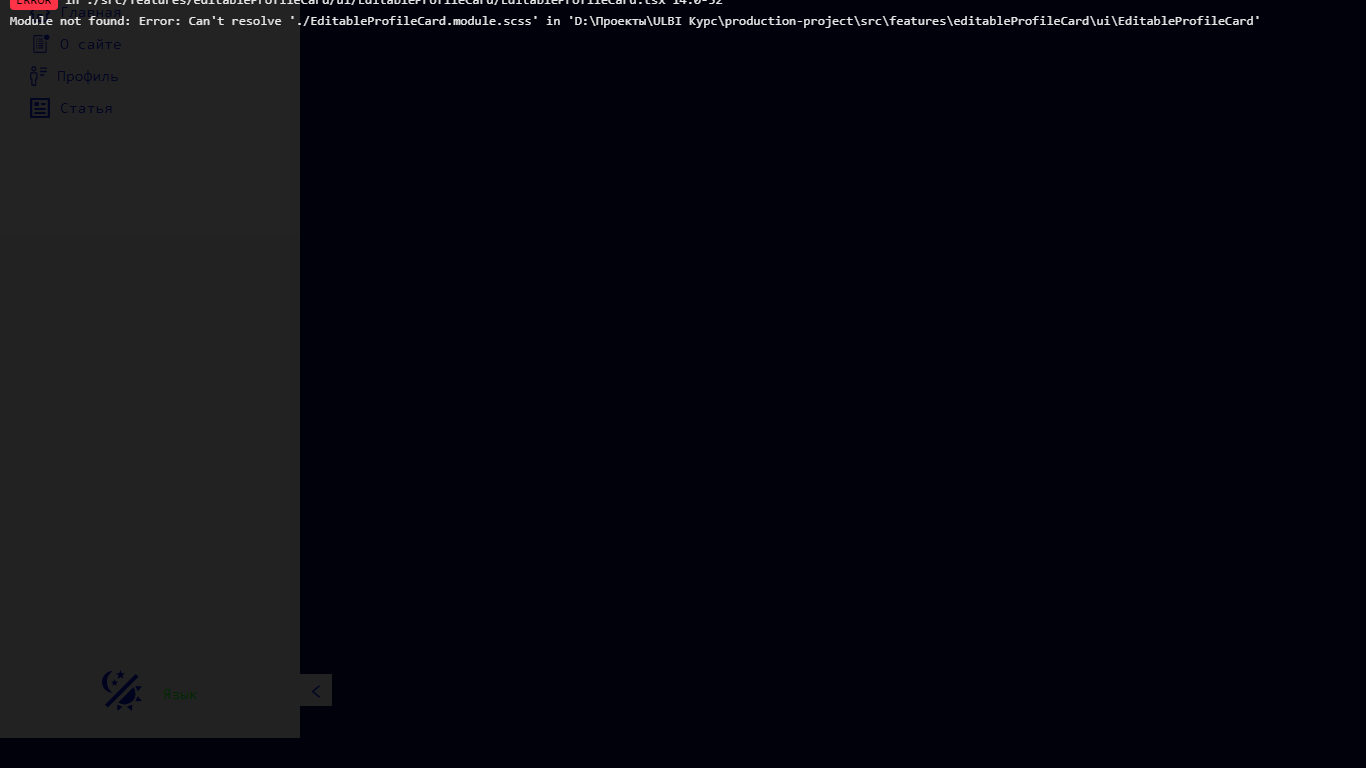 ERROR in ./src/features/editableProfileCard/ui/EditableProfileCard/EditableProfileCard.tsx 14:0-52
Главная
Module not found: Error: Can't resolve './EditableProfileCard.module.scss' in 'D:\Проекты\ULBI Курс\production-project\src\features\editableProfileCard\ui\EditableProfileCard'
О сайте
Профиль
Статья
Язык